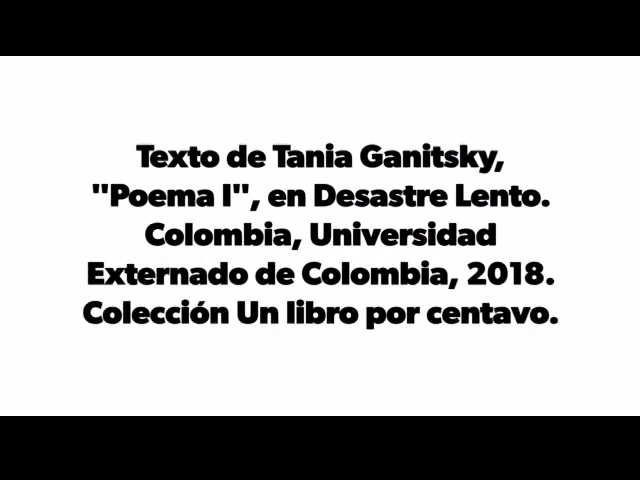 Texto de Tania Ganitsky,
"Poema I", en Desastre Lento.
Colombia, Universidad
Externado de Colombia, 2018.
Colección Un libro por centavo.